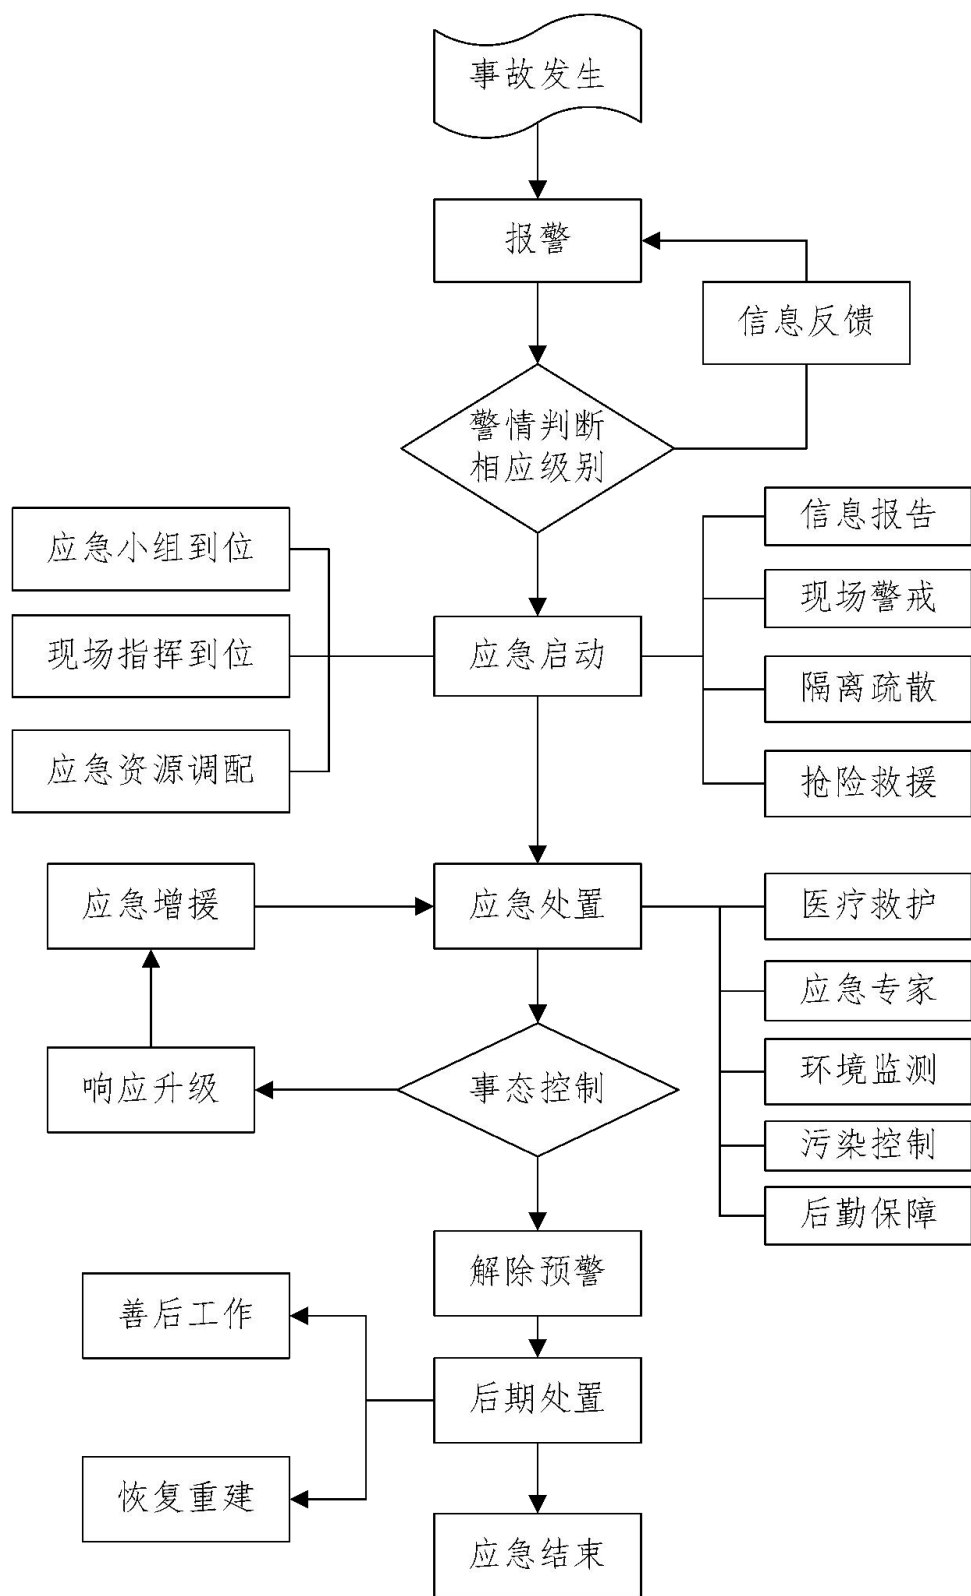 事故发生
报警
信息反馈
警情判断
相应级别
信息报告
应急小组到位
现场警戒
现场指挥到位
应急启动
隔离疏散
应急资源调配
抢险救援
应急增援
应急处置
医疗救护
应急专家
响应升级
事态控制
环境监测
污染控制
后勤保障
解除预警
善后工作
后期处置
恢复重建
应急结束